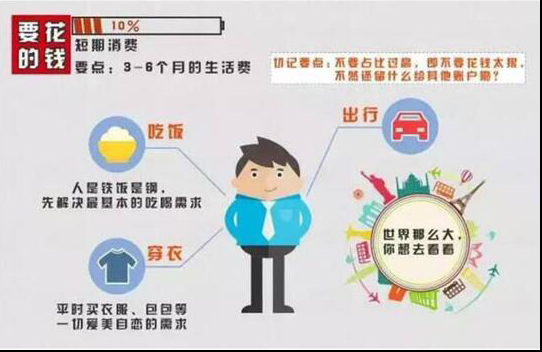 要花的钱
10%
短期消费
要点：3-6个月的生活费
切记要点：不要占比过高，即不要花钱太狠，
不然还留什么给其他账户呦？
吃饭
人是铁饭是钢，
先解决最基本的吃喝需求
出行
世界那么大，
你想去看看
穿衣
平时买衣服、包包等
一切爱美自恋的需求